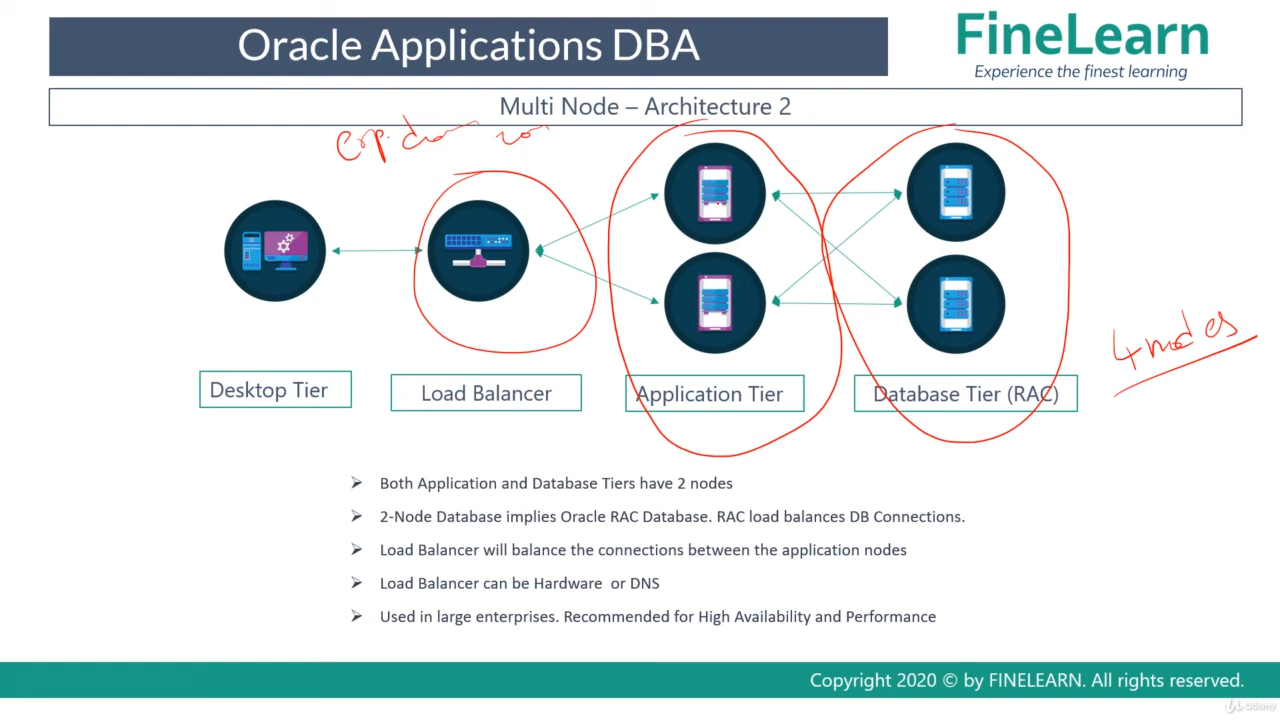 Oracle Applications DBA
FineLearn
Experience the finest learning
Multi Node – Architecture 2
4 nodes
Desktop Tier
Load Balancer
Application Tier
Database Tier (RAC)
Both Application and Database Tiers have 2 nodes
2-Node Database implies Oracle RAC Database. RAC load balances DB Connections.
Load Balancer will balance the connections between the application nodes
Load Balancer can be Hardware or DNS
Used in large enterprises. Recommended for High Availability and Performance
Copyright 2020 © by FINELEARN. All rights reserved.
Udemy